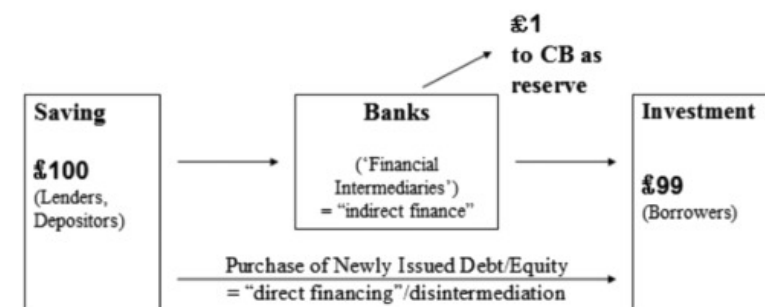 £1
to CB as
reserve
Saving
£100
(Lenders,
Depositors)
Banks
(‘Financial
Intermediaries’)
= “indirect finance”
Investment
£99
(Borrowers)
Purchase of Newly Issued Debt/Equity
= “direct financing”/disintermediation